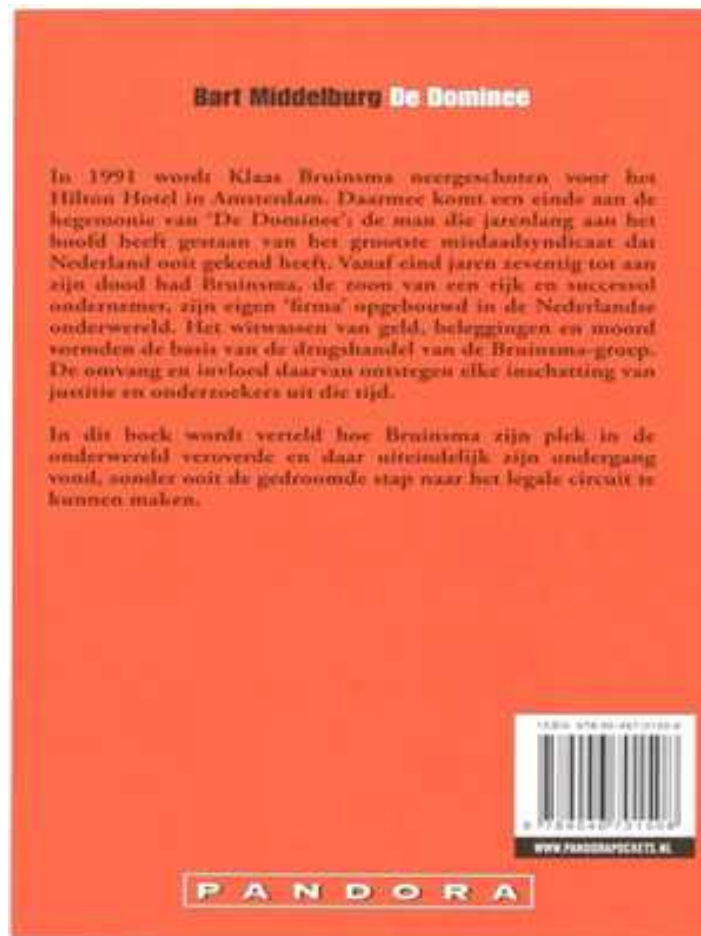 Bart Middelburg De Dominee
In 1991 wordt Klaas Bruinsma neergeschoten voor het
Hilton Hotel in Amsterdam. Daarmee komt een einde aan de
hegemonie van 'De Dominee'; de man die jarenlang aan het
hoofd heeft gestaan van het grootste misdaadsyndicaat dat
Nederland ooit gekend heeft. Vanaf eind jaren zeventig tot aan
zijn dood had Bruinsma, de zoon van een rijk en succesvol
ondernemer, zijn eigen 'firma' opgebouwd in de Nederlandse
onderwereld. Het witwassen van geld, beleggingen en moord
vormden de basis van de drugshandel van de Bruinsma-groep.
De omvang en invloed daarvan ontstegen elke inschatting van
justitie en onderzoekers uit die tijd.
In dit boek wordt verteld hoe Bruinsma zijn plek in de
onderwereld veroverde en daar uiteindelijk zijn ondergang
vond, zonder ooit de gedroomde stap naar het legale circuit te
kunnen maken.
ISBN
WWW.PANDORAPOCKETS.NL
PANDORA